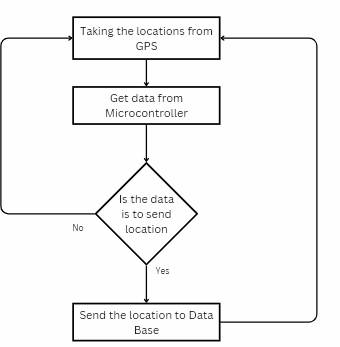 Taking the locations from
GPS
Get data from
Microcontroller
Is the data
is to send
location
No
Yes
Send the location to Data
Base